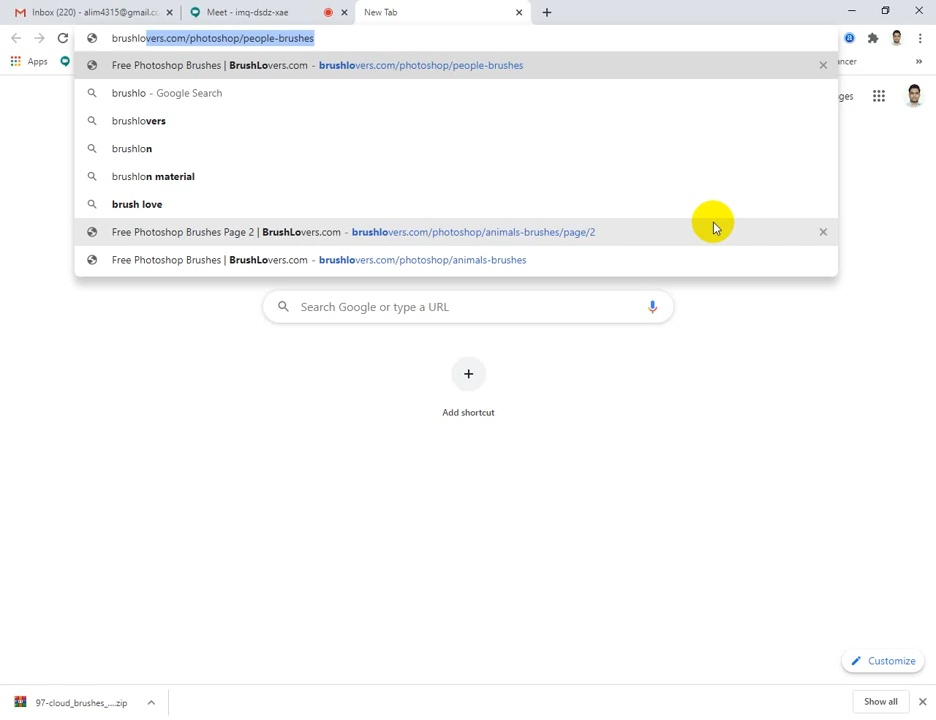 Inbox (220) - alim4315@gmail.co
Meet - imq-dsdz-xae
New Tab
brushlovers.com/photoshop/people-brushes
Apps
ncer
»
Free Photoshop Brushes | BrushLovers.com - brushlovers.com/photoshop/people-brushes
brushlo - Google Search
ges
brushlovers
brushlon
brushlon material
brush love
Free Photoshop Brushes Page 2 | BrushLovers.com - brushlovers.com/photoshop/animals-brushes/page/2
Free Photoshop Brushes | BrushLovers.com - brushlovers.com/photoshop/animals-brushes
Search Google or type a URL
Add shortcut
Customize
97-cloud_brushes_....zip
Show all